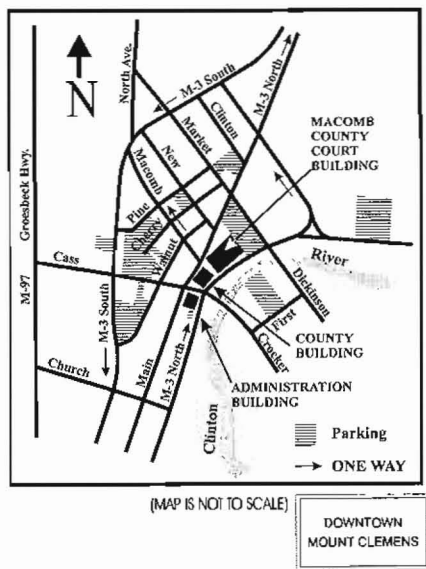 N
North Ave.
M-3 South
M-3 North
Clinton
Market
New
Macomb
Pine
Cherry
Walnut
MACOMB
COUNTY
COURT
BUILDING
Groesbeck Hwy.
M-97
Cass
River
Dickinson
First
Crocker
COUNTY
BUILDING
M-3 South
Main
M-3 North
Church
Clinton
ADMINISTRATION
BUILDING
Parking
ONE WAY
(MAP IS NOT TO SCALE)
DOWNTOWN
MOUNT CLEMENS